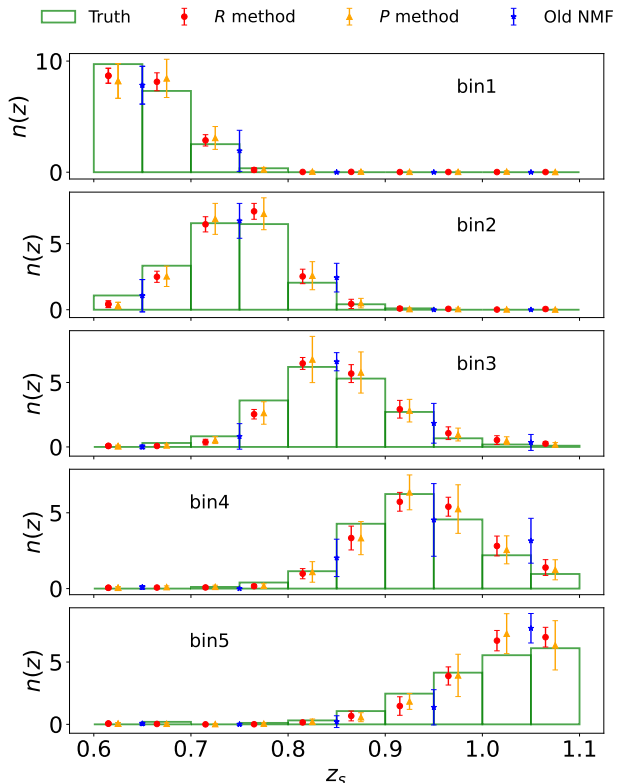 Truth R method P method Old NMF
10
0
n(z)
bin1
5
0
n(z)
bin2
5
0
n(z)
bin3
5
0
n(z)
bin4
5
0
n(z)
bin5
0.6 0.7 0.8 0.9 1.0 1.1
z_s